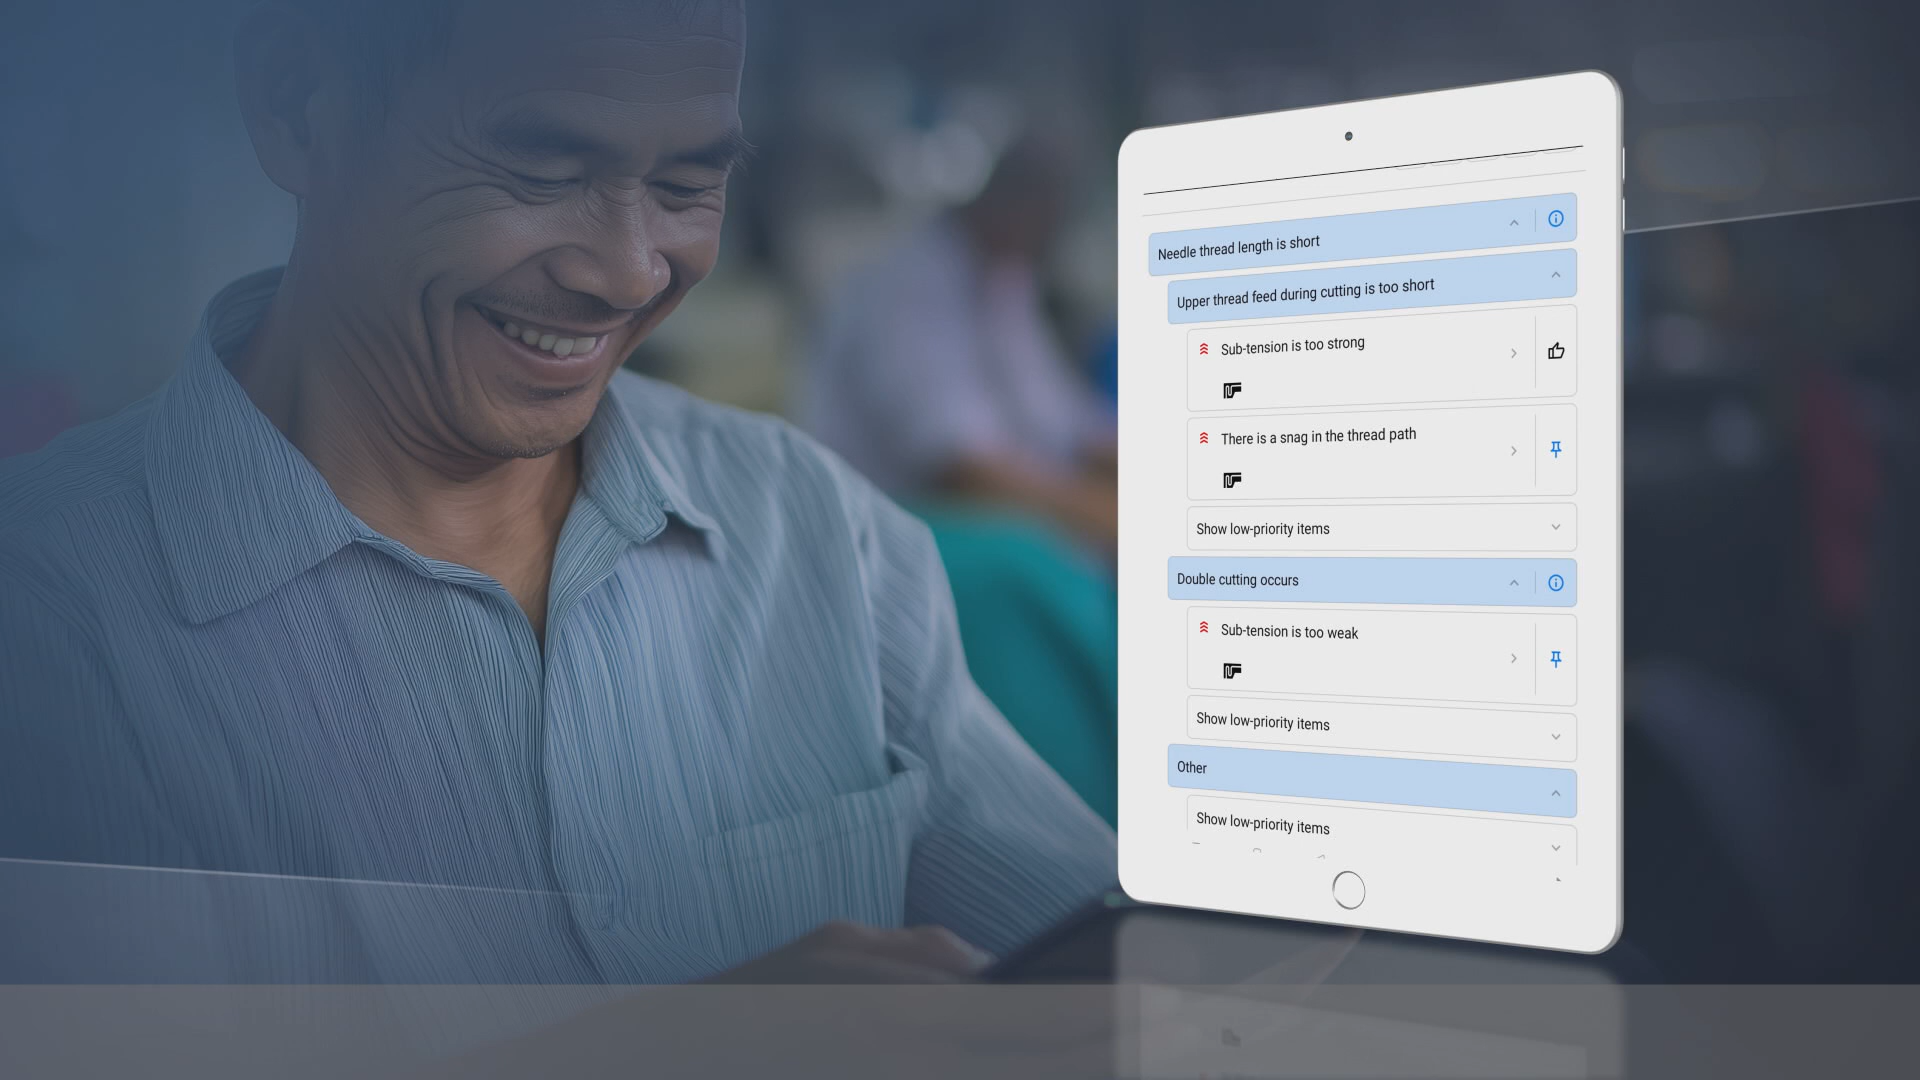 Needle thread length is short
Upper thread feed during cutting is too short
Sub-tension is too strong
There is a snag in the thread path
Show low-priority items
Double cutting occurs
Sub-tension is too weak
Show low-priority items
Other
Show low-priority items